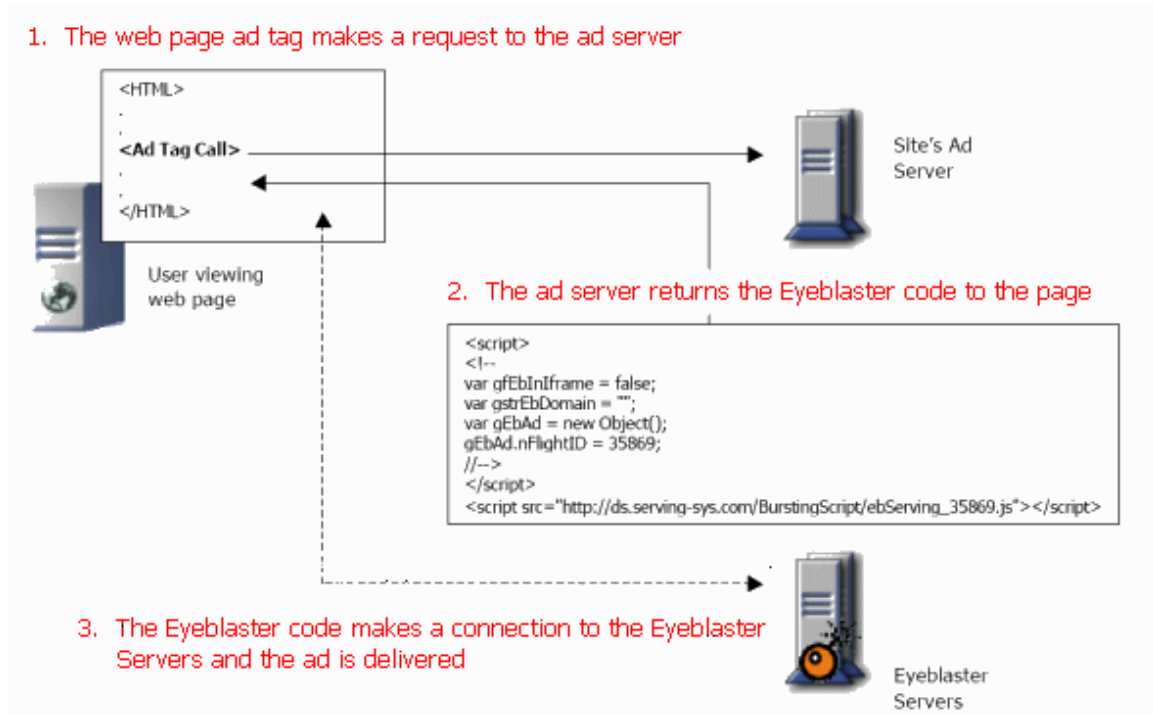 1. The web page ad tag makes a request to the ad server
<HTML>
.
.
<Ad Tag Call>
.
.
</HTML>
Site's Ad
Server
User viewing
web page
2. The ad server returns the Eyeblaster code to the page
<script>
<!--
var gfEbInIframe = false;
var gstrEbDomain = "";
var gEbAd = new Object();
gEbAd.nFlightID = 35869;
//-->
</script>
<script src="http://ds.serving-sys.com/BurstingScript/ebServing_35869.js"></script>
3. The Eyeblaster code makes a connection to the Eyeblaster
Servers and the ad is delivered
Eyeblaster
Servers